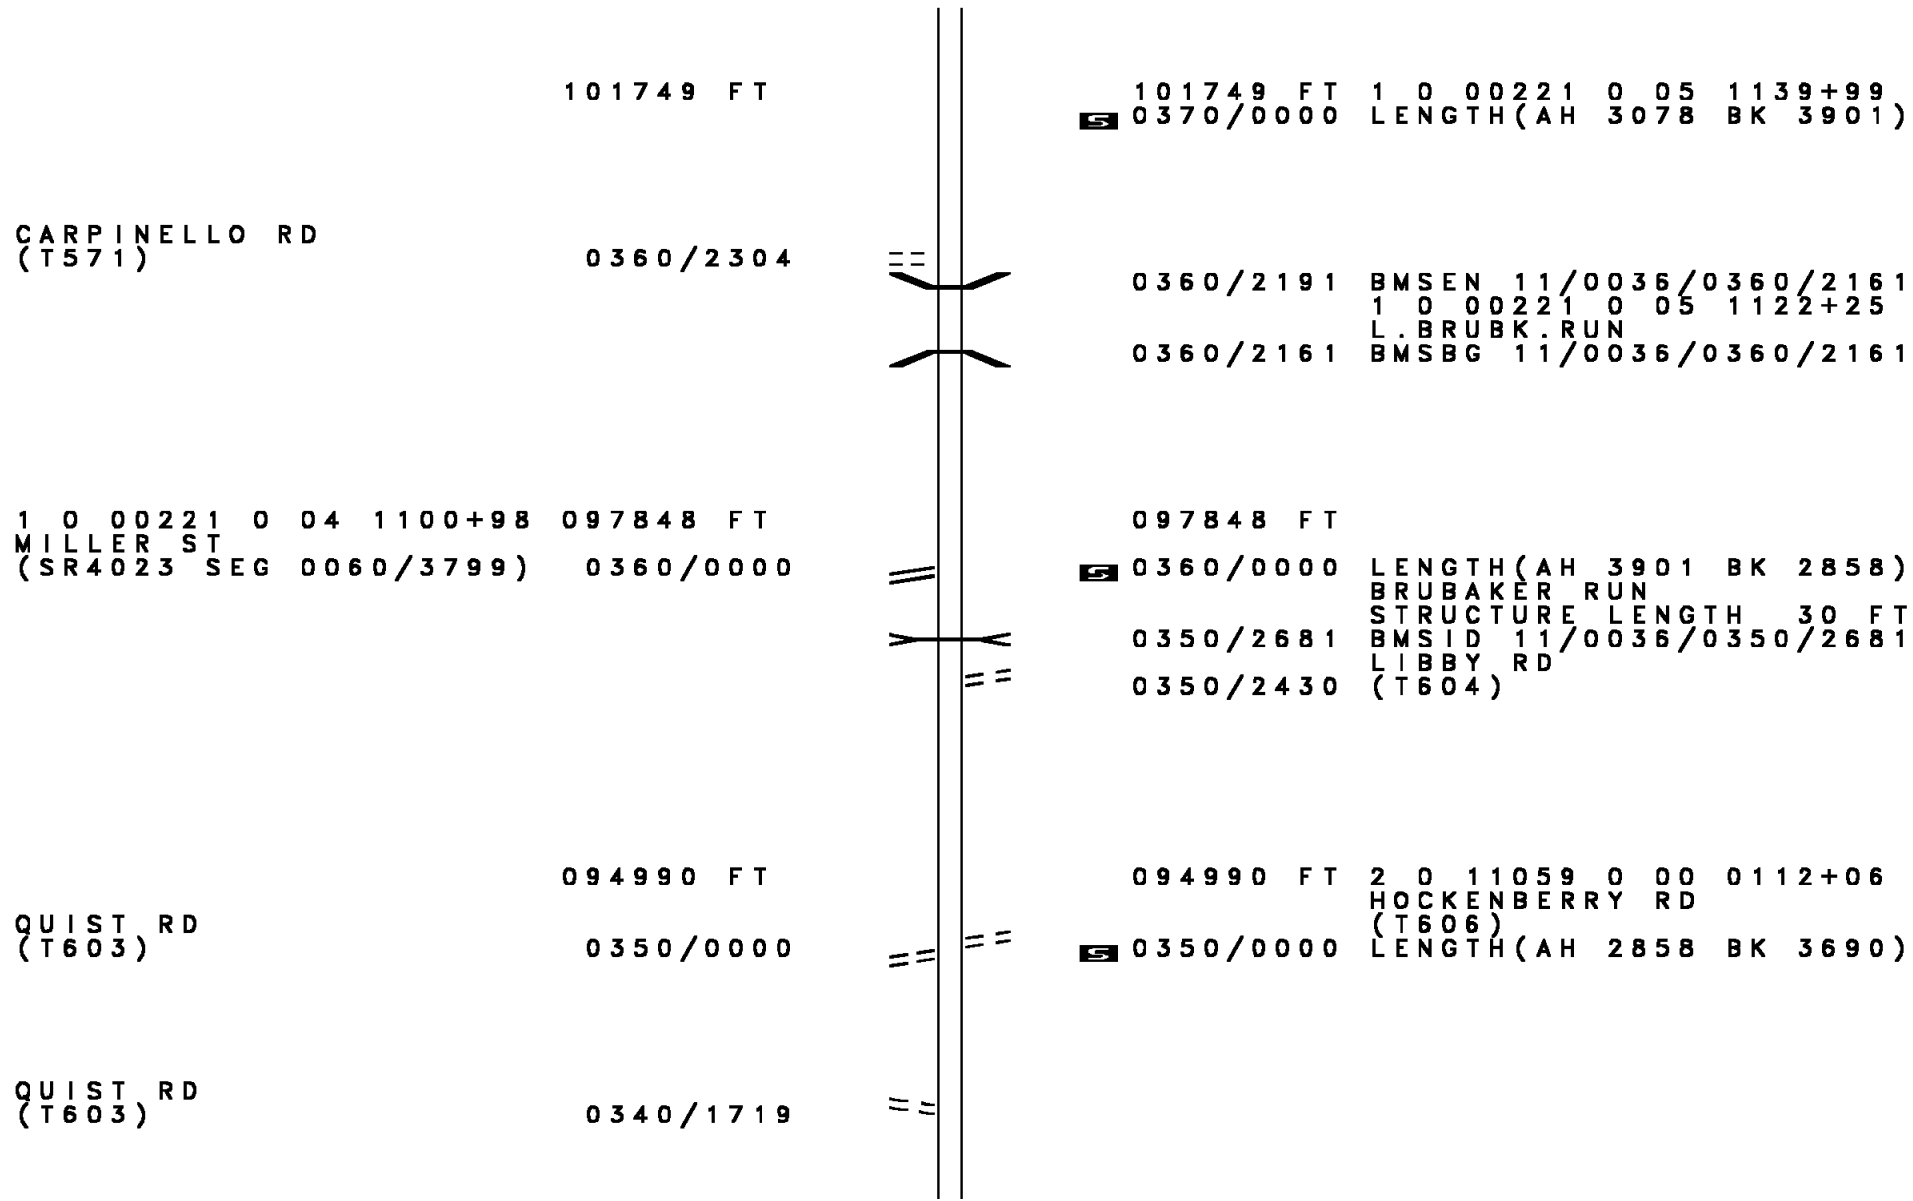 101749 FT 101749 FT 1 0 00221 0 05 1139+99
S 0370/0000 LENGTH(AH 3078 BK 3901)
CARPINELLO RD
(T571) 0360/2304
0360/2191 BMSEN 11/0036/0360/2161
1 0 00221 0 05 1122+25
L.BRUBK.RUN
0360/2161 BMSBG 11/0036/0360/2161
1 0 00221 0 04 1100+98 097848 FT 097848 FT
MILLER ST
(SR4023 SEG 0060/3799) 0360/0000 S 0360/0000 LENGTH(AH 3901 BK 2858)
BRUBAKER RUN
STRUCTURE LENGTH 30 FT
0350/2681 BMSID 11/0036/0350/2681
LIBBY RD
0350/2430 (T604)
094990 FT 094990 FT 2 0 11059 0 00 0112+06
HOCKENBERRY RD
QUIST RD (T606)
(T603) 0350/0000 S 0350/0000 LENGTH(AH 2858 BK 3690)
QUIST RD
(T603) 0340/1719